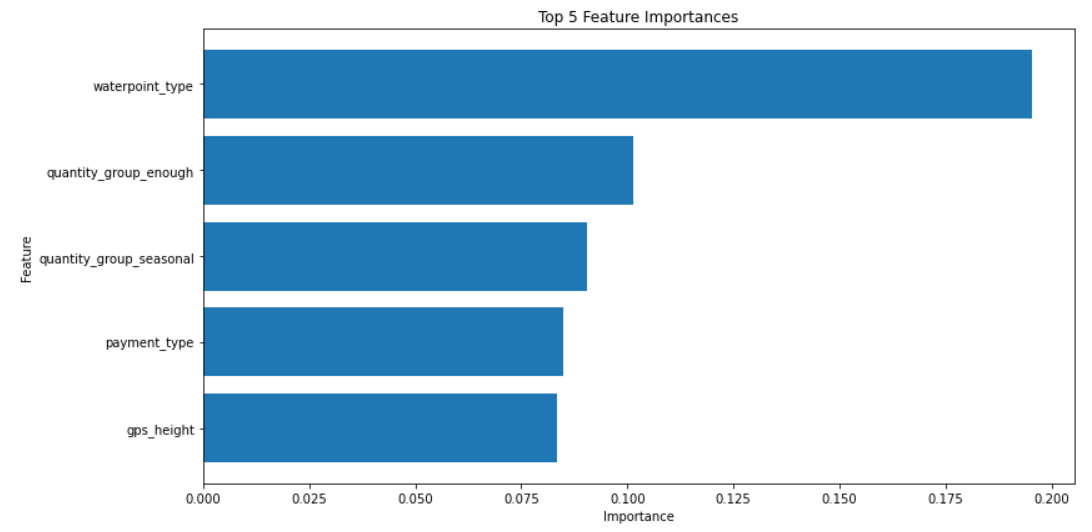 Top 5 Feature Importances
waterpoint_type
quantity_group_enough
quantity_group_seasonal
payment_type
gps_height
Feature
0.000 0.025 0.050 0.075 0.100 0.125 0.150 0.175 0.200
Importance